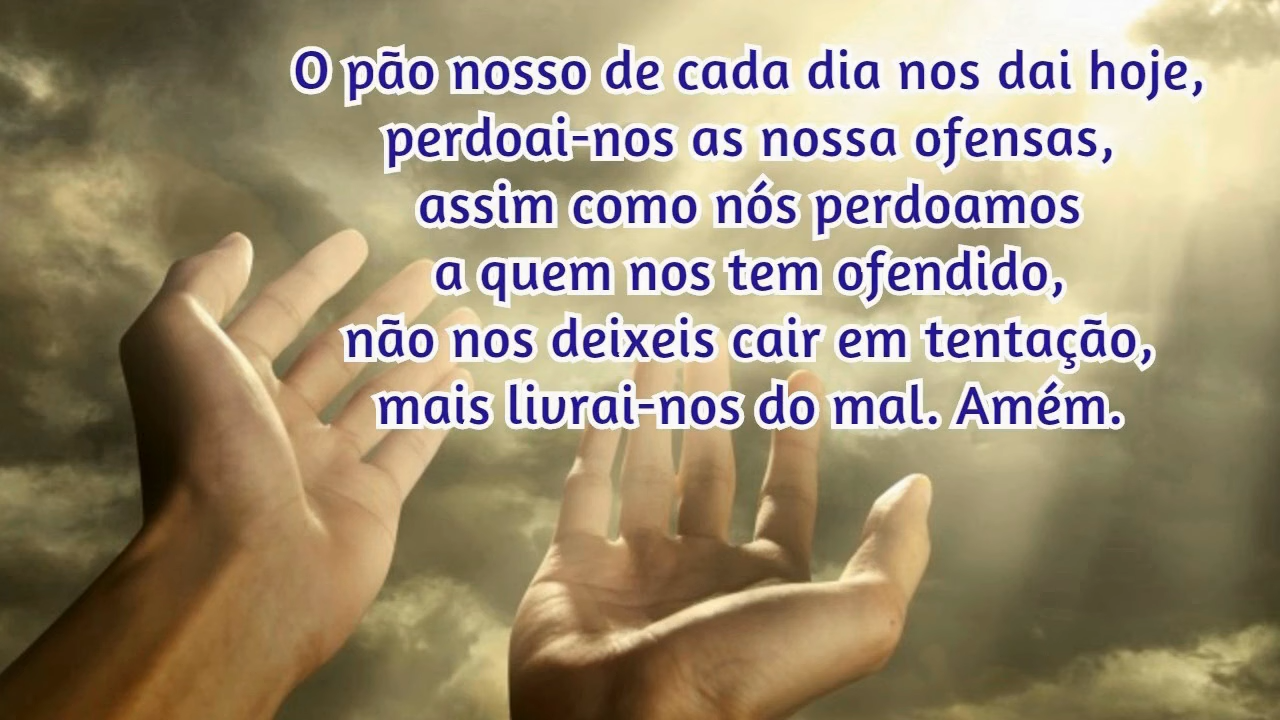 O pão nosso de cada dia nos dai hoje,
perdoai-nos as nossa ofensas,
assim como nós perdoamos
a quem nos tem ofendido,
não nos deixeis cair em tentação,
mais livrai-nos do mal. Amém.